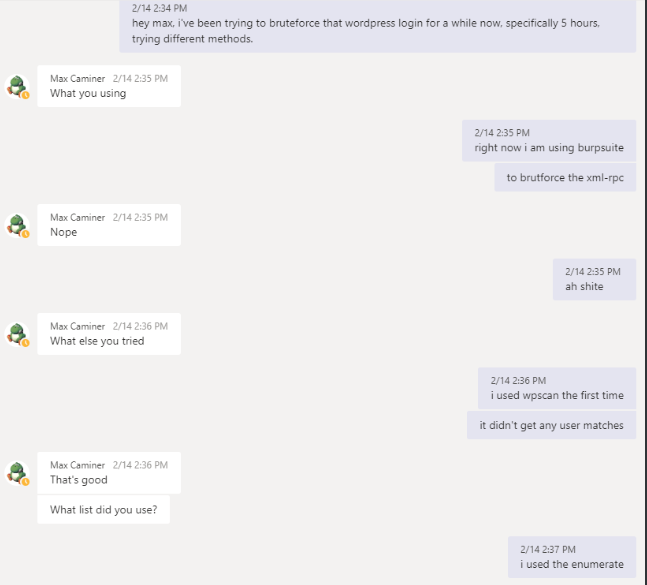 2/14 2:34 PM
hey max, i've been trying to bruteforce that wordpress login for a while now, specifically 5 hours,
trying different methods.
Max Caminer 2/14 2:35 PM
What you using
2/14 2:35 PM
right now i am using burpsuite
to brutforce the xml-rpc
Max Caminer 2/14 2:35 PM
Nope
2/14 2:35 PM
ah shite
Max Caminer 2/14 2:36 PM
What else you tried
2/14 2:36 PM
i used wpscan the first time
it didn't get any user matches
Max Caminer 2/14 2:36 PM
That's good
What list did you use?
2/14 2:37 PM
i used the enumerate